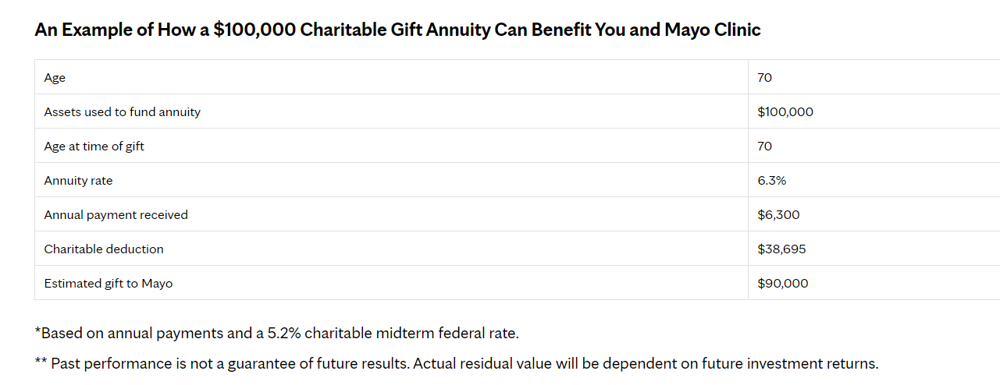 An Example of How a $100,000 Charitable Gift Annuity Can Benefit You and Mayo Clinic
Age 70
Assets used to fund annuity $100,000
Age at time of gift 70
Annuity rate 6.3%
Annual payment received $6,300
Charitable deduction $38,695
Estimated gift to Mayo $90,000
*Based on annual payments and a 5.2% charitable midterm federal rate.
** Past performance is not a guarantee of future results. Actual residual value will be dependent on future investment returns.